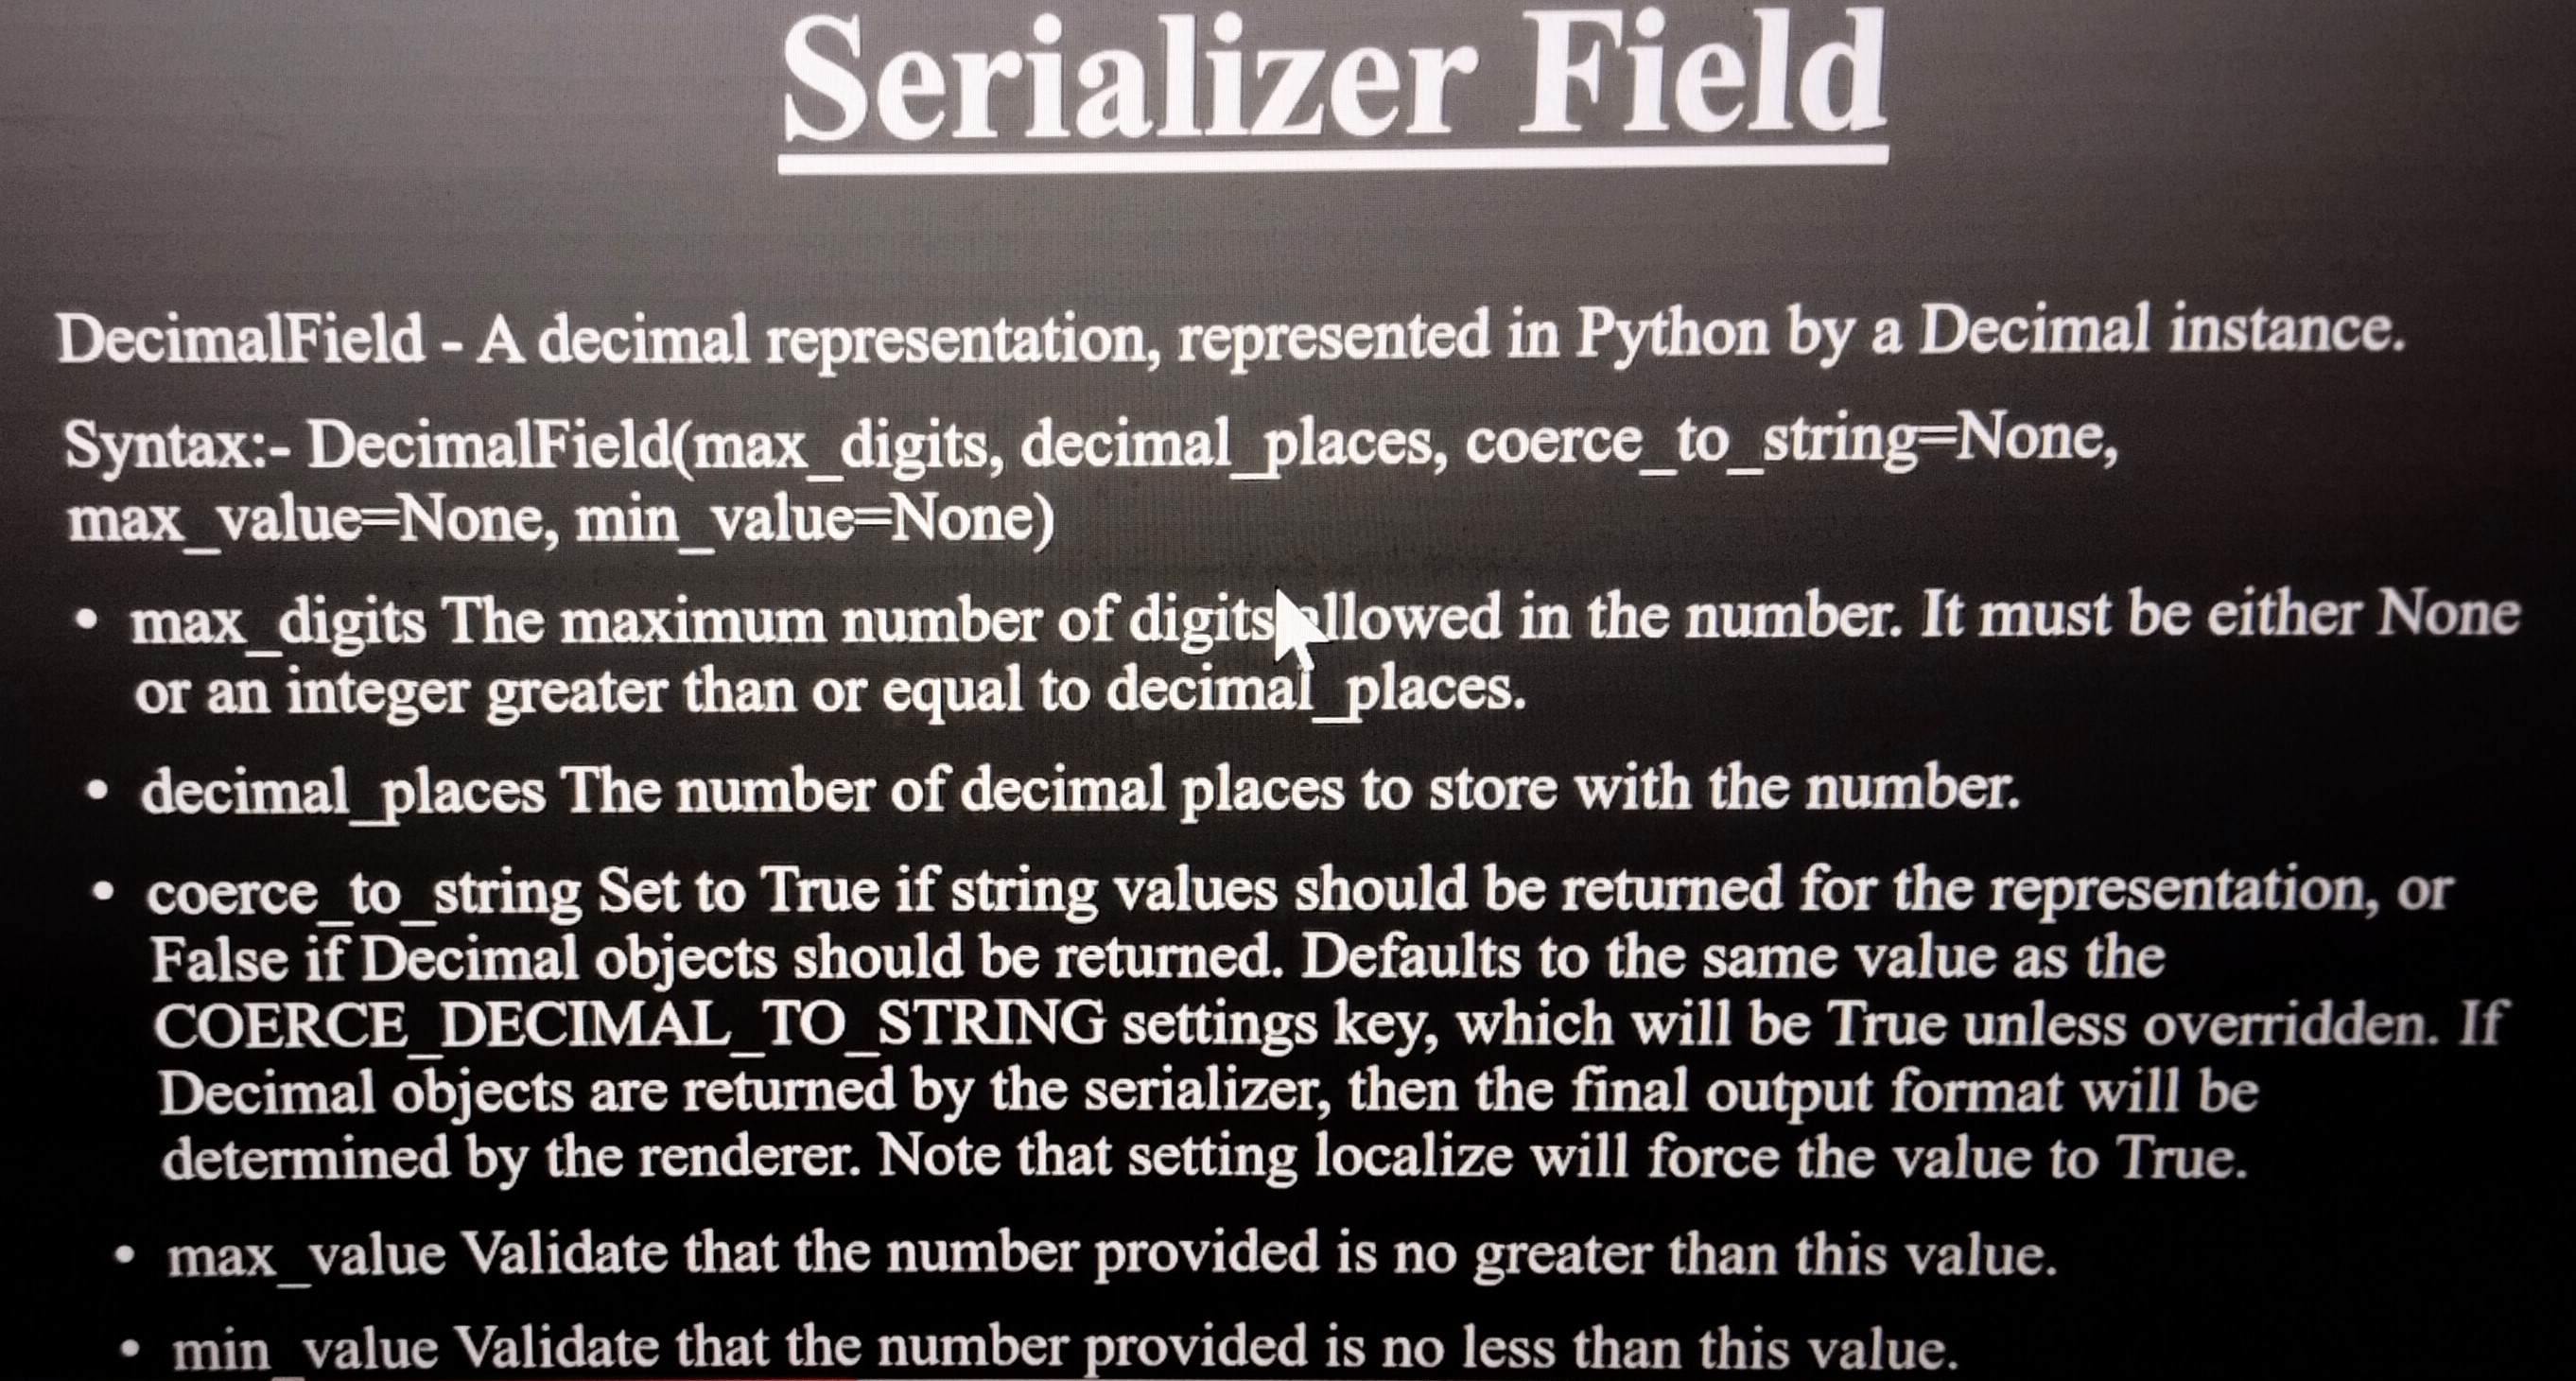 Serializer Field
DecimalField - A decimal representation, represented in Python by a Decimal instance.
Syntax:- DecimalField(max_digits, decimal_places, coerce_to_string=None,
max_value=None, min_value=None)
• max_digits The maximum number of digits allowed in the number. It must be either None
or an integer greater than or equal to decimal_places.
• decimal_places The number of decimal places to store with the number.
• coerce_to_string Set to True if string values should be returned for the representation, or
False if Decimal objects should be returned. Defaults to the same value as the
COERCE_DECIMAL_TO_STRING settings key, which will be True unless overridden. If
Decimal objects are returned by the serializer, then the final output format will be
determined by the renderer. Note that setting localize will force the value to True.
• max_value Validate that the number provided is no greater than this value.
• min_value Validate that the number provided is no less than this value.